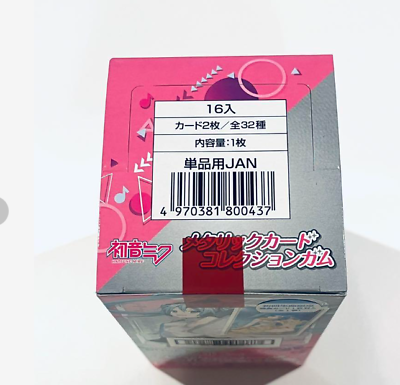 16入
カード2枚／全32種
内容量:1枚
単品用JAN
4 970381 800437
初音ミク
メタリックカード
コレクションガム